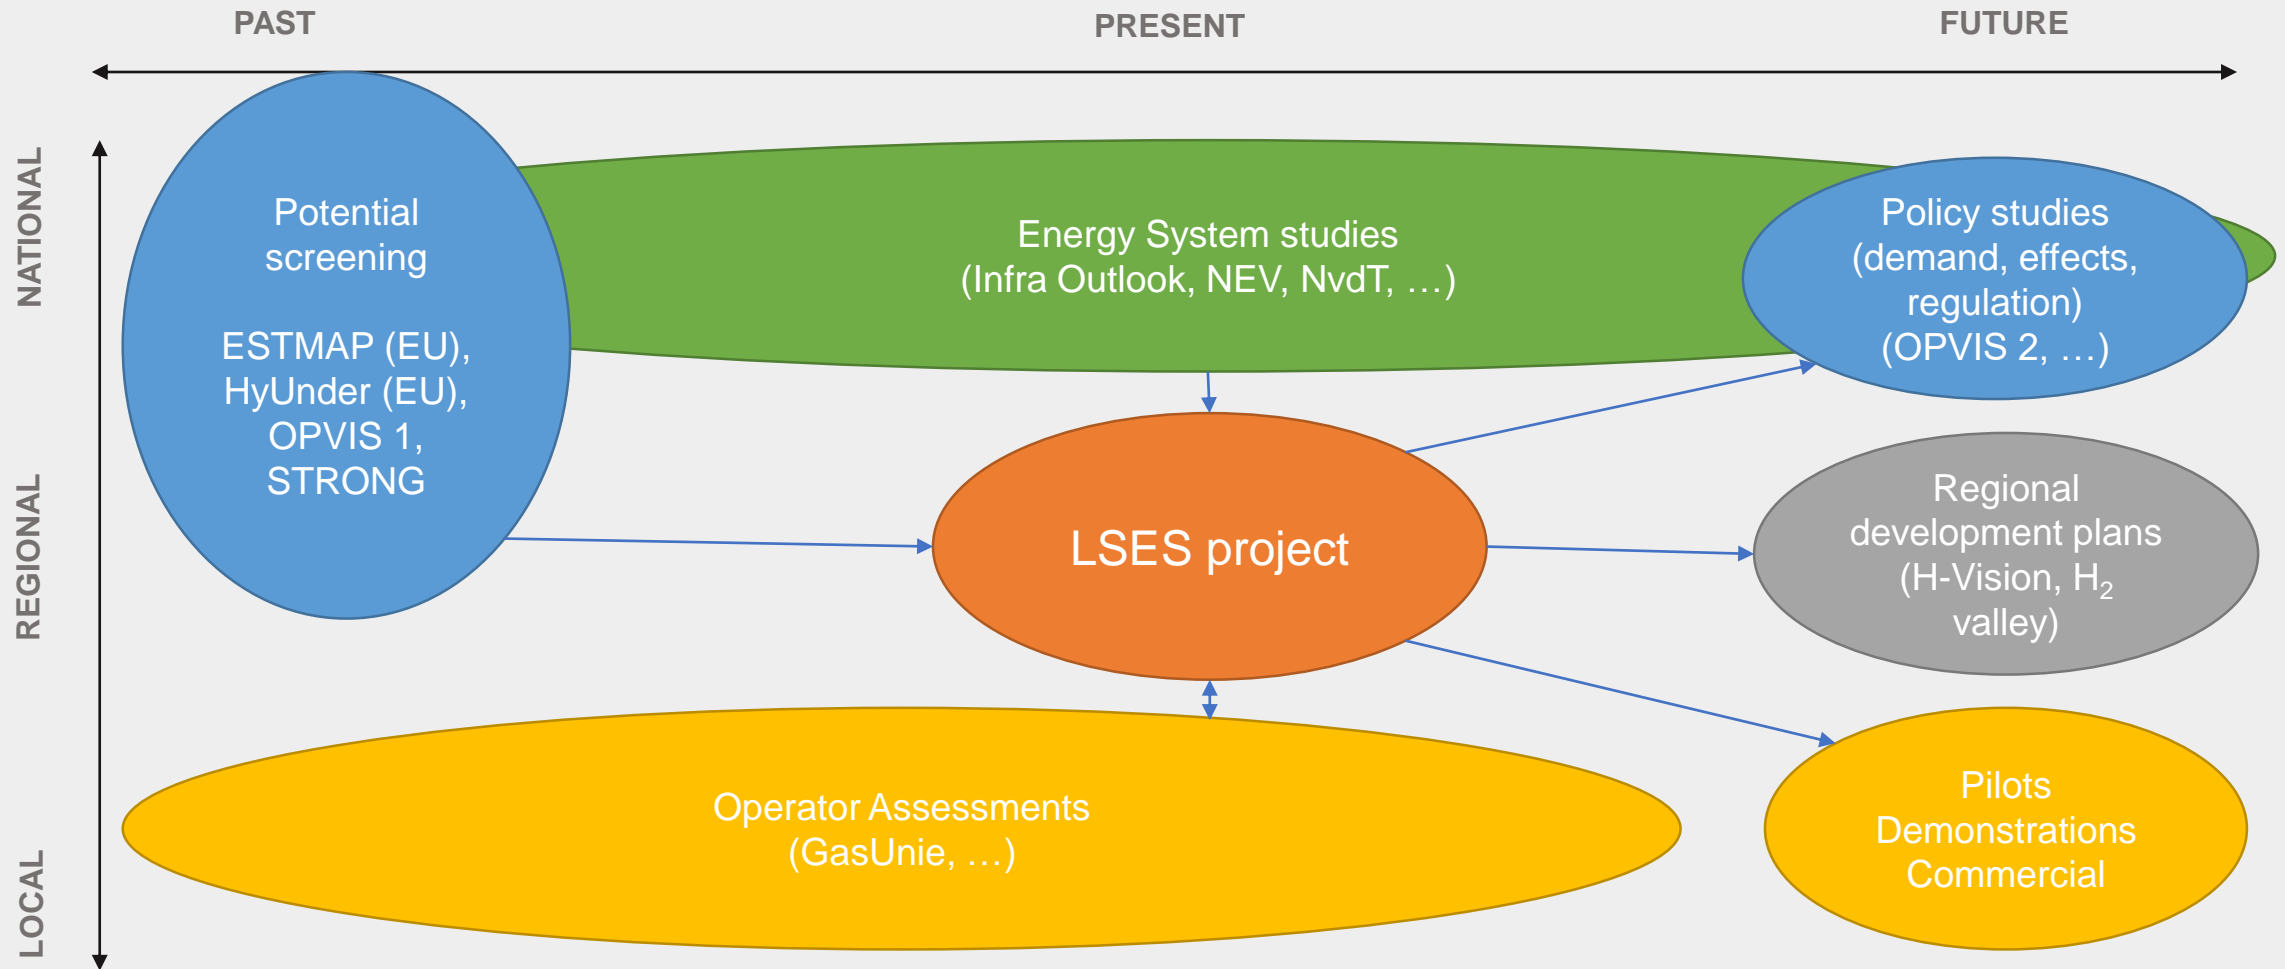 PAST
PRESENT
FUTURE
NATIONAL
REGIONAL
LOCAL
Potential
screening
ESTMAP (EU),
HyUnder (EU),
OPVIS 1,
STRONG
Energy System studies
(Infra Outlook, NEV, NvdT, …)
Policy studies
(demand, effects,
regulation)
(OPVIS 2, …)
LSES project
Regional
development plans
(H-Vision, H₂
valley)
Operator Assessments
(GasUnie, …)
Pilots
Demonstrations
Commercial